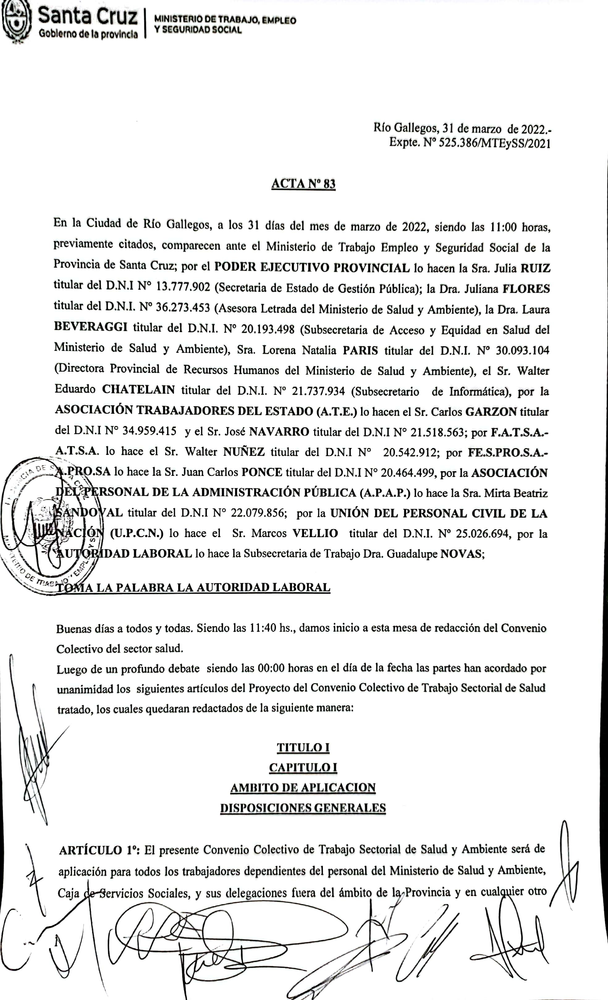 Santa Cruz
Gobierno de la provincia
MINISTERIO DE TRABAJO, EMPLEO
Y SEGURIDAD SOCIAL
Río Gallegos, 31 de marzo de 2022.-
Expte. Nº 525.386/MTEySS/2021
ACTA Nº 83
En la Ciudad de Río Gallegos, a los 31 días del mes de marzo de 2022, siendo las 11:00 horas,
previamente citados, comparecen ante el Ministerio de Trabajo Empleo y Seguridad Social de la
Provincia de Santa Cruz; por el PODER EJECUTIVO PROVINCIAL lo hacen la Sra. Julia RUIZ
titular del D.N.I N° 13.777.902 (Secretaria de Estado de Gestión Pública); la Dra. Juliana FLORES
titular del D.N.I. Nº 36.273.453 (Asesora Letrada del Ministerio de Salud y Ambiente), la Dra. Laura
BEVERAGGI titular del D.N.I. Nº 20.193.498 (Subsecretaria de Acceso y Equidad en Salud del
Ministerio de Salud y Ambiente), Sra. Lorena Natalia PARIS titular del D.N.I. Nº 30.093.104
(Directora Provincial de Recursos Humanos del Ministerio de Salud y Ambiente), el Sr. Walter
Eduardo CHATELAIN titular del D.N.I. Nº 21.737.934 (Subsecretario de Informática), por la
ASOCIACIÓN TRABAJADORES DEL ESTADO (A.T.E.) lo hacen el Sr. Carlos GARZON titular
del D.N.I N° 34.959.415 y el Sr. José NAVARRO titular del D.N.I N° 21.518.563; por F.A.T.S.A.-
A.T.S.A. lo hace el Sr. Walter NUÑEZ titular del D.N.I N° 20.542.912; por FE.S.PRO.S.A.-
A.PRO.SA lo hace la Sr. Juan Carlos PONCE titular del D.N.I N° 20.464.499, por la ASOCIACIÓN
DEL PERSONAL DE LA ADMINISTRACIÓN PÚBLICA (A.P.A.P.) lo hace la Sra. Mirta Beatriz
SANDOVAL titular del D.N.I N° 22.079.856; por la UNIÓN DEL PERSONAL CIVIL DE LA
NACIÓN (U.P.C.N.) lo hace el Sr. Marcos VELLIO titular del D.N.I. Nº 25.026.694, por la
AUTORIDAD LABORAL lo hace la Subsecretaria de Trabajo Dra. Guadalupe NOVAS;
TOMA LA PALABRA LA AUTORIDAD LABORAL
Buenas días a todos y todas. Siendo las 11:40 hs., damos inicio a esta mesa de redacción del Convenio
Colectivo del sector salud.
Luego de un profundo debate siendo las 00:00 horas en el día de la fecha las partes han acordado por
unanimidad los siguientes artículos del Proyecto del Convenio Colectivo de Trabajo Sectorial de Salud
tratado, los cuales quedaran redactados de la siguiente manera:
TITULO I
CAPITULO I
AMBITO DE APLICACION
DISPOSICIONES GENERALES
ARTÍCULO 1º: El presente Convenio Colectivo de Trabajo Sectorial de Salud y Ambiente será de
aplicación para todos los trabajadores dependientes del personal del Ministerio de Salud y Ambiente,
Caja de Servicios Sociales, y sus delegaciones fuera del ámbito de la Provincia y en cualquier otro